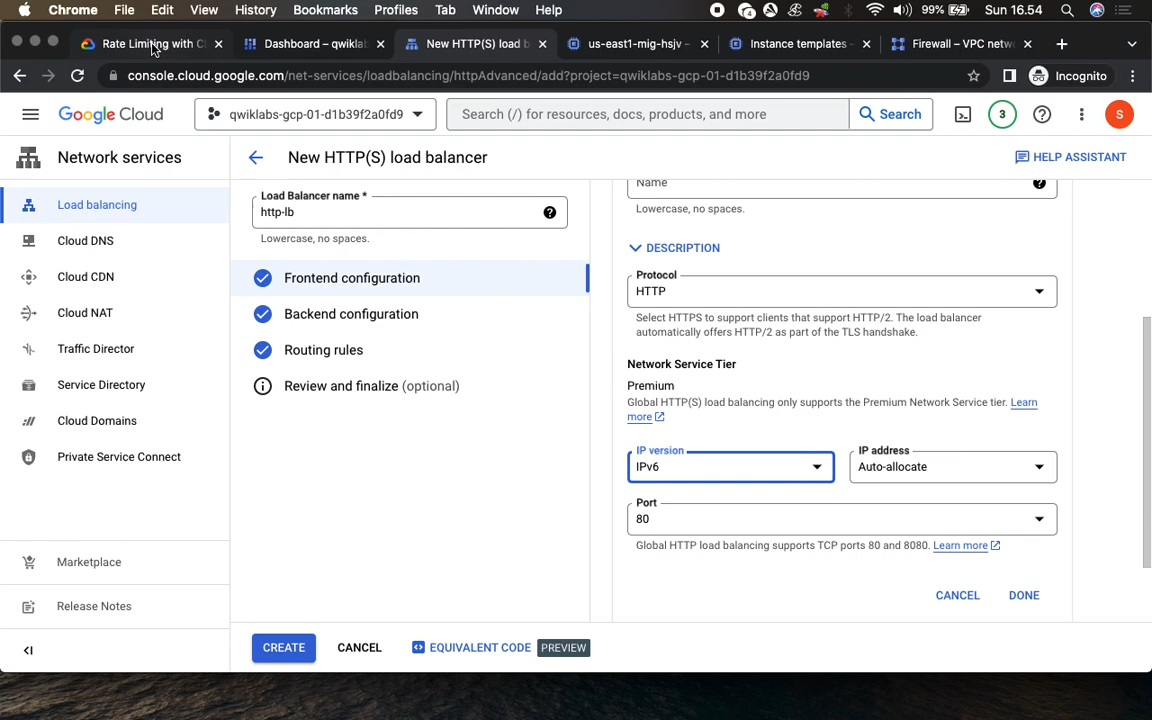 Chrome File Edit View History Bookmarks Profiles Tab Window Help 99% Sun 16.54
Rate Limiting with C Dashboard – qwiklab New HTTP(S) load b us-east1-mig-hsjv – Instance templates – Firewall – VPC netw
console.cloud.google.com/net-services/loadbalancing/httpAdvanced/add?project=qwiklabs-gcp-01-d1b39f2a0fd9 Incognito
Google Cloud qwiklabs-gcp-01-d1b39f2a0fd9 Search (/) for resources, docs, products, and more Search 3 S
Network services New HTTP(S) load balancer HELP ASSISTANT
Load balancing
Cloud DNS
Cloud CDN
Cloud NAT
Traffic Director
Service Directory
Cloud Domains
Private Service Connect
Marketplace
Release Notes
Load Balancer name *
http-lb
Lowercase, no spaces.
Frontend configuration
Backend configuration
Routing rules
Review and finalize (optional)
Name
Lowercase, no spaces.
DESCRIPTION
Protocol
HTTP
Select HTTPS to support clients that support HTTP/2. The load balancer
automatically offers HTTP/2 as part of the TLS handshake.
Network Service Tier
Premium
Global HTTP(S) load balancing only supports the Premium Network Service tier. Learn
more
IP version IP address
IPv6 Auto-allocate
Port
80
Global HTTP load balancing supports TCP ports 80 and 8080. Learn more
CANCEL DONE
CREATE CANCEL EQUIVALENT CODE PREVIEW